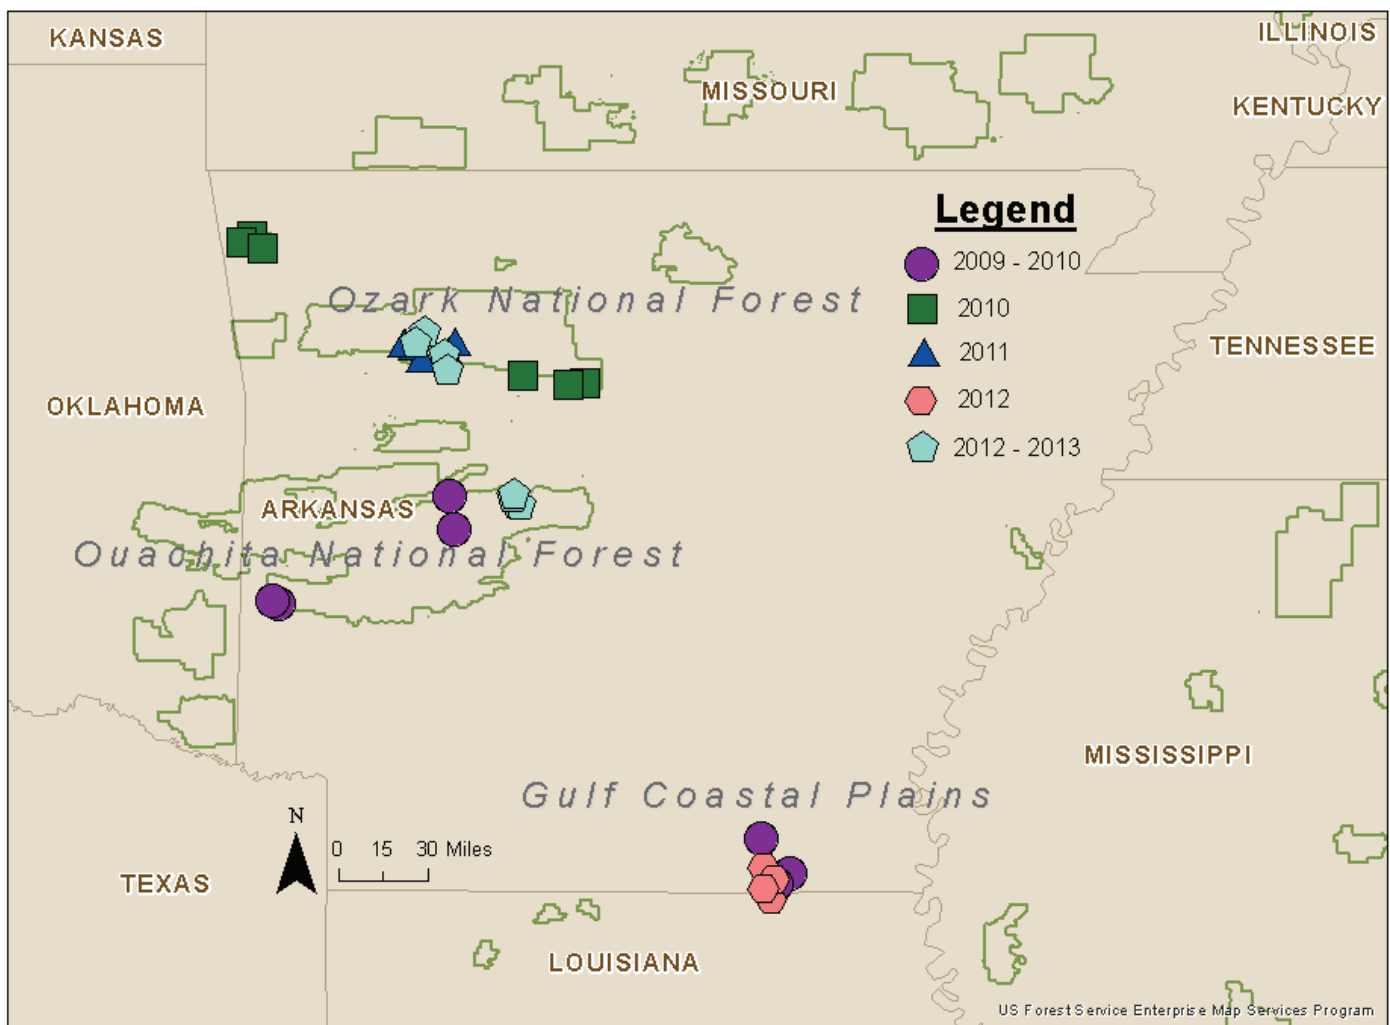 KANSAS
ILLINOIS
MISSOURI
KENTUCKY
Legend
2009 - 2010
Ozark National Forest
2010
TENNESSEE
2011
OKLAHOMA
2012
2012 - 2013
ARKANSAS
Ouachita National Forest
MISSISSIPPI
Gulf Coastal Plains
N
0 15 30 Miles
TEXAS
LOUISIANA
US Forest Service Enterprise Map Services Program